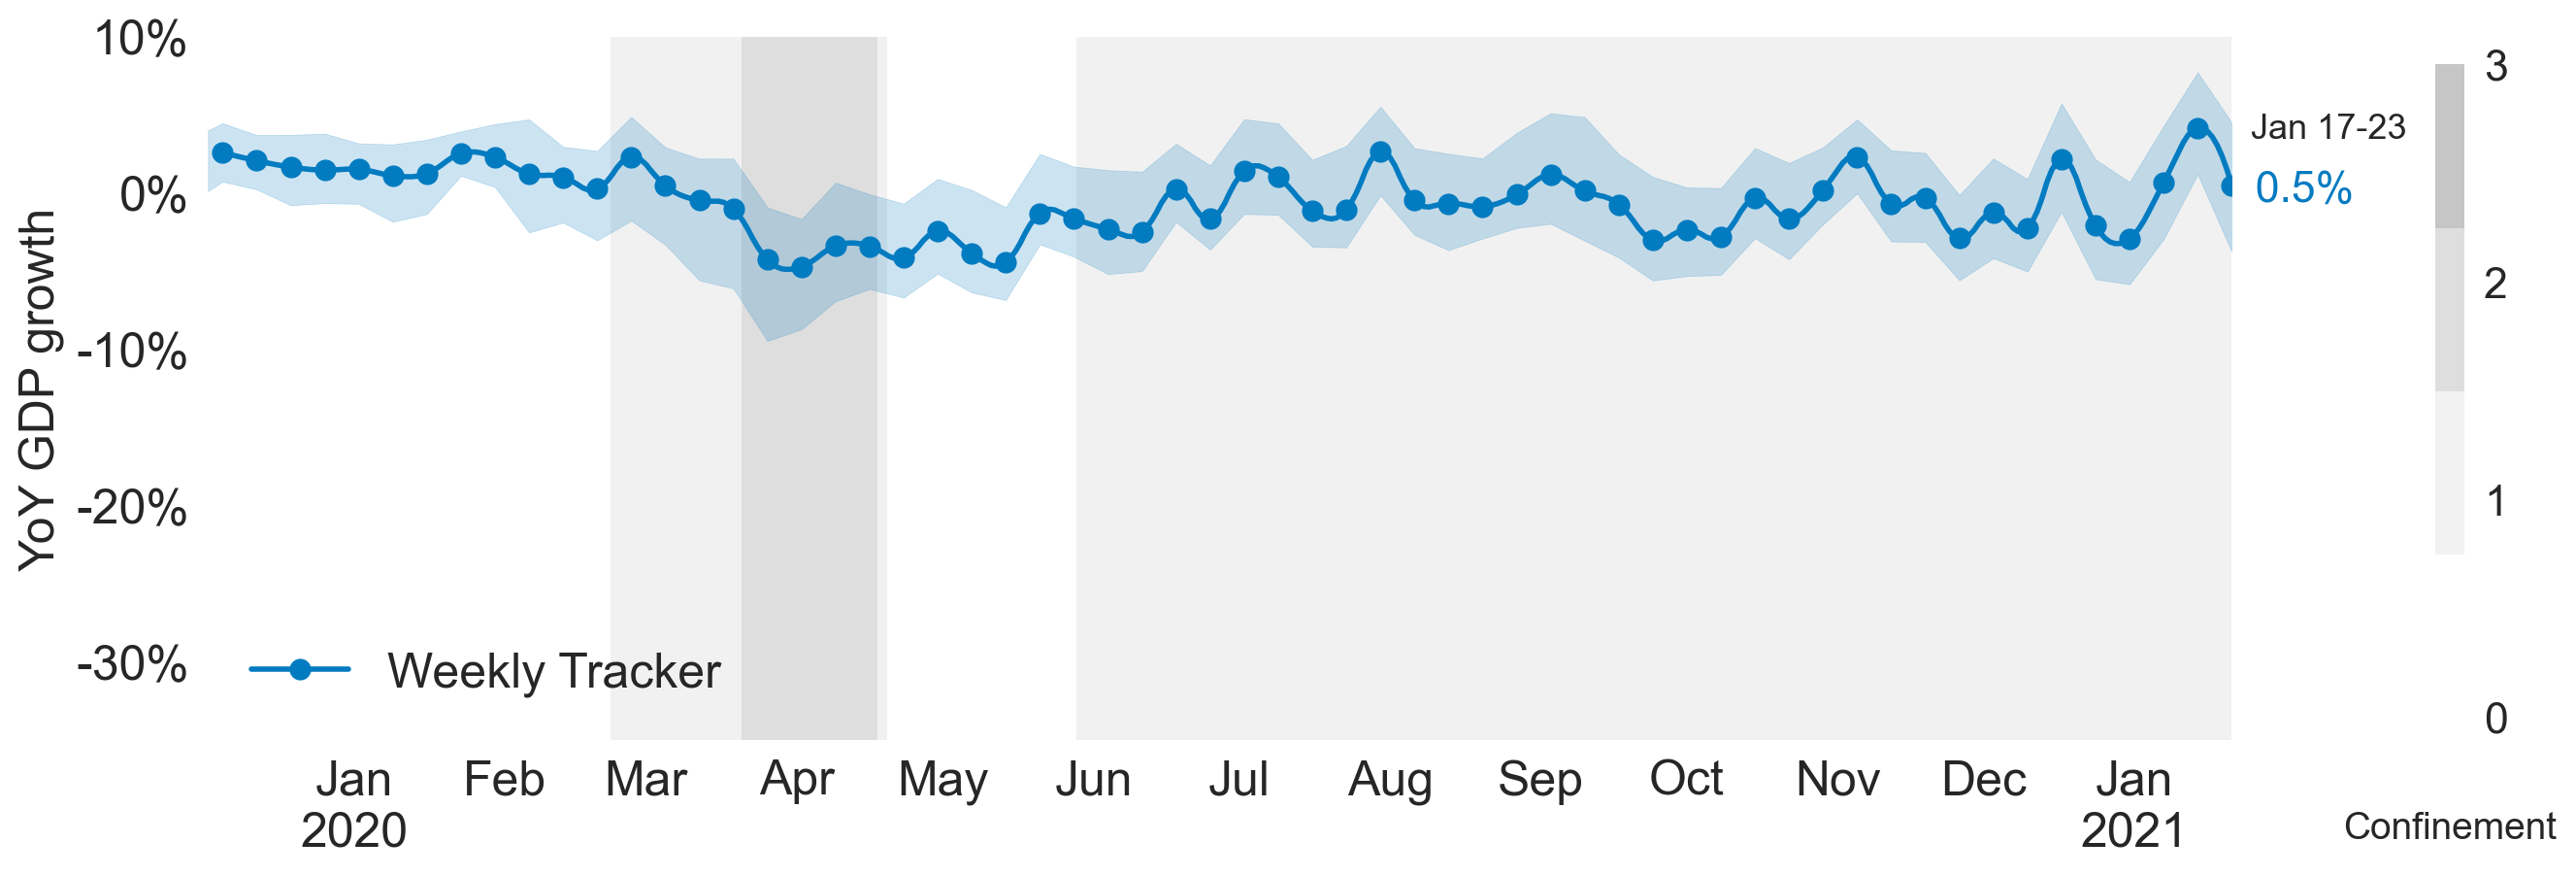 10%
0%
-10%
-20%
-30%
YoY GDP growth
Weekly Tracker
Jan Feb Mar Apr May Jun Jul Aug Sep Oct Nov Dec Jan
2020 2021
Jan 17-23
0.5%
3
2
1
0
Confinement